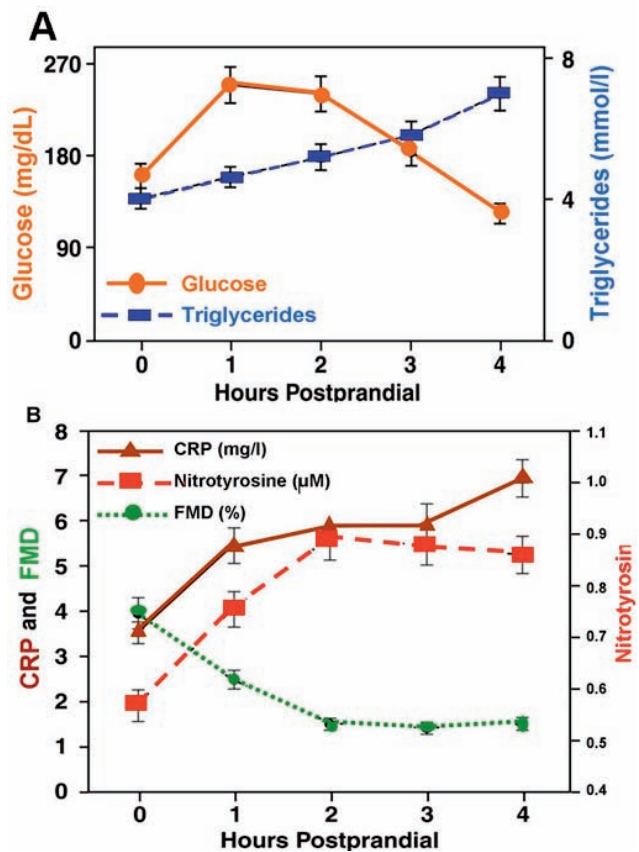 A
Glucose (mg/dL)
270
180
90
0
Glucose
Triglycerides
8
4
0
Triglycerides (mmol/l)
0 1 2 3 4
Hours Postprandial
B
CRP and FMD
8
7
6
5
4
3
2
1
0
CRP (mg/l)
Nitrotyrosine (µM)
FMD (%)
1.1
1.0
0.9
0.8
0.7
0.6
0.5
0.4
Nitrotyrosin
0 1 2 3 4
Hours Postprandial